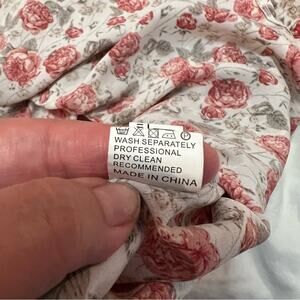 WASH SEPARATELY
PROFESSIONAL
DRY CLEAN
RECOMMENDED
MADE IN CHINA